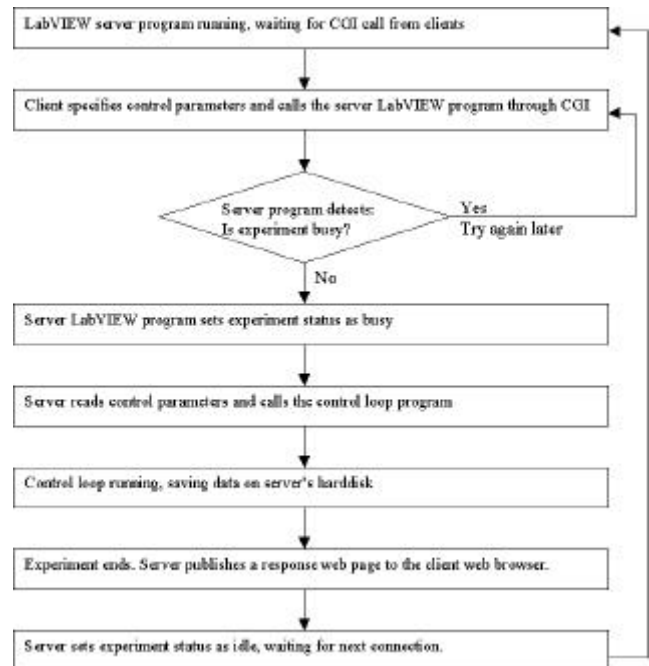 LabVIEW server program running, waiting for CGI call from clients
Client specifies control parameters and calls the server LabVIEW program through CGI
Server program detects:
Is experiment busy?
Yes
Try again later
No
Server LabVIEW program sets experiment status as busy
Server reads control parameters and calls the control loop program
Control loop running, saving data on server's harddisk
Experiment ends. Server publishes a response web page to the client web browser.
Server sets experiment status as idle, waiting for next connection.